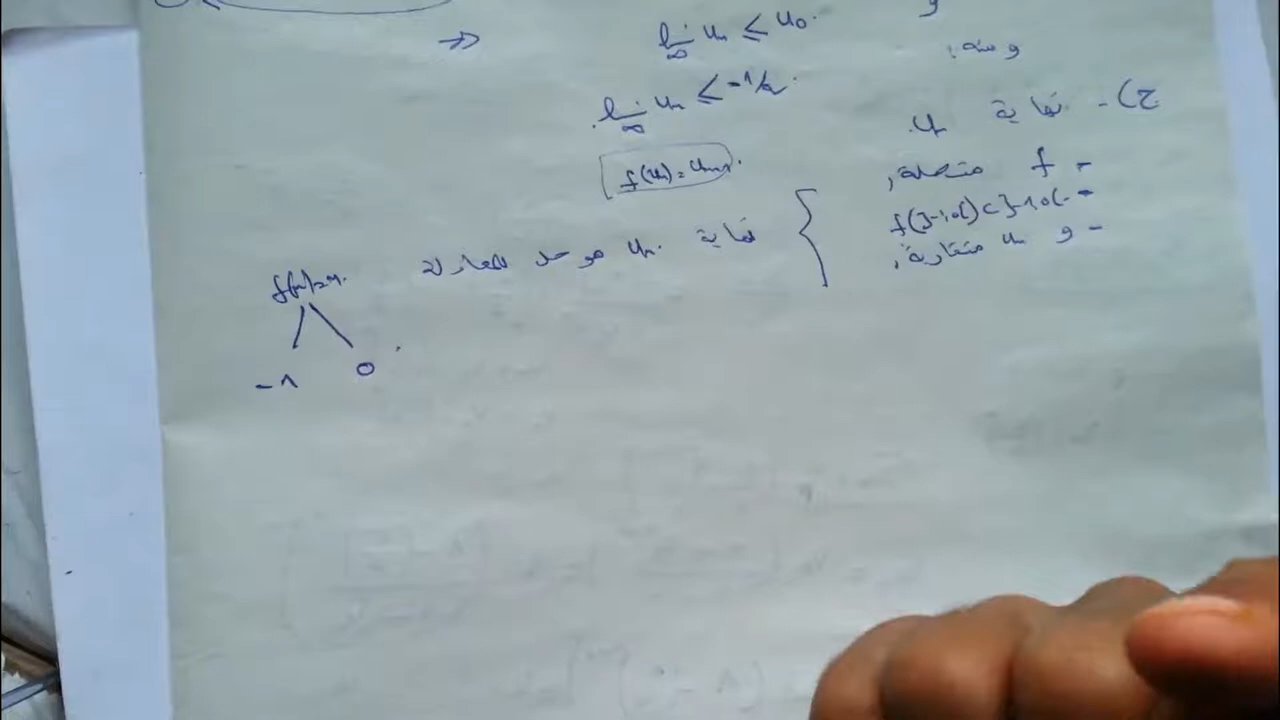 ⇒ lim uₙ ≤ u₀. و
∞
ومنه:
lim uₙ ≤ -1/2.
∞
ج) - نهاية uₙ.
- f متصلة,
f(uₙ) = uₙ₊₁.
- f(]-1,0[) ⊂ ]-1,0[
- و uₙ متقاربة,
نهاية uₙ هو حل المعادلة f(x)=x.
-1 0